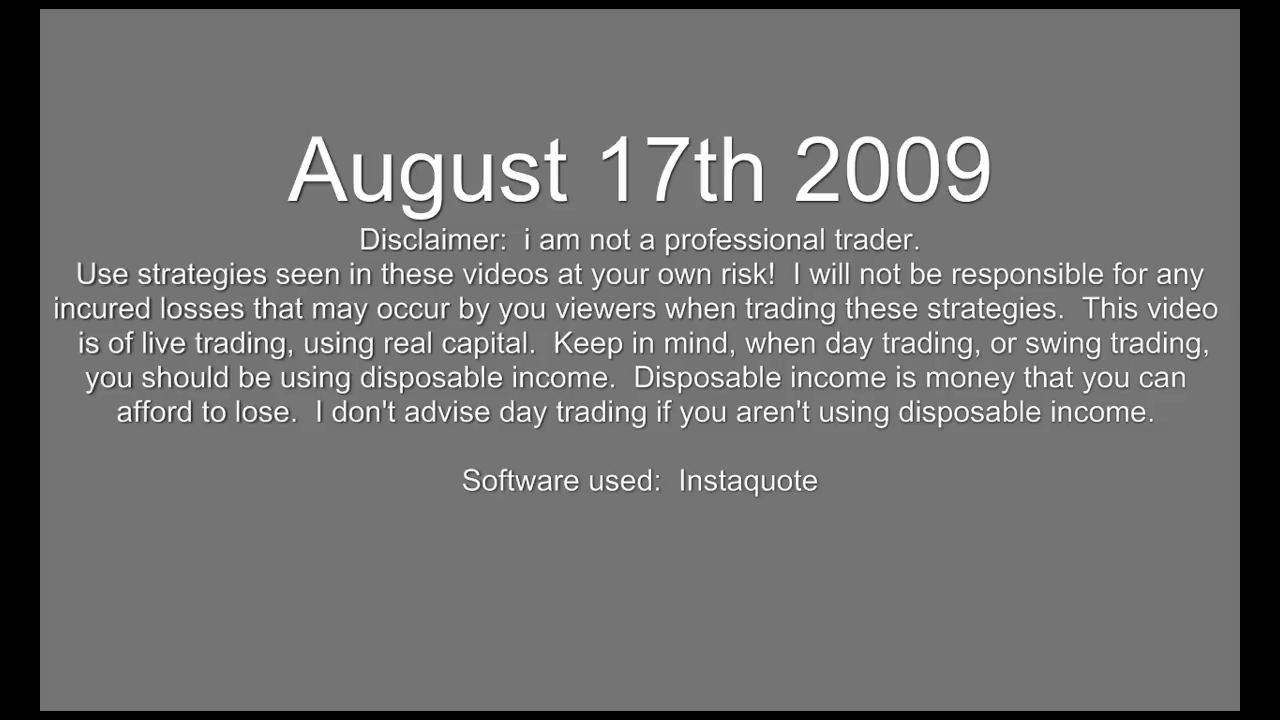 August 17th 2009
Disclaimer:  i am not a professional trader.
Use strategies seen in these videos at your own risk!  I will not be responsible for any
incured losses that may occur by you viewers when trading these strategies.  This video
is of live trading, using real capital.  Keep in mind, when day trading, or swing trading,
you should be using disposable income.  Disposable income is money that you can
afford to lose.  I don't advise day trading if you aren't using disposable income.
Software used:  Instaquote